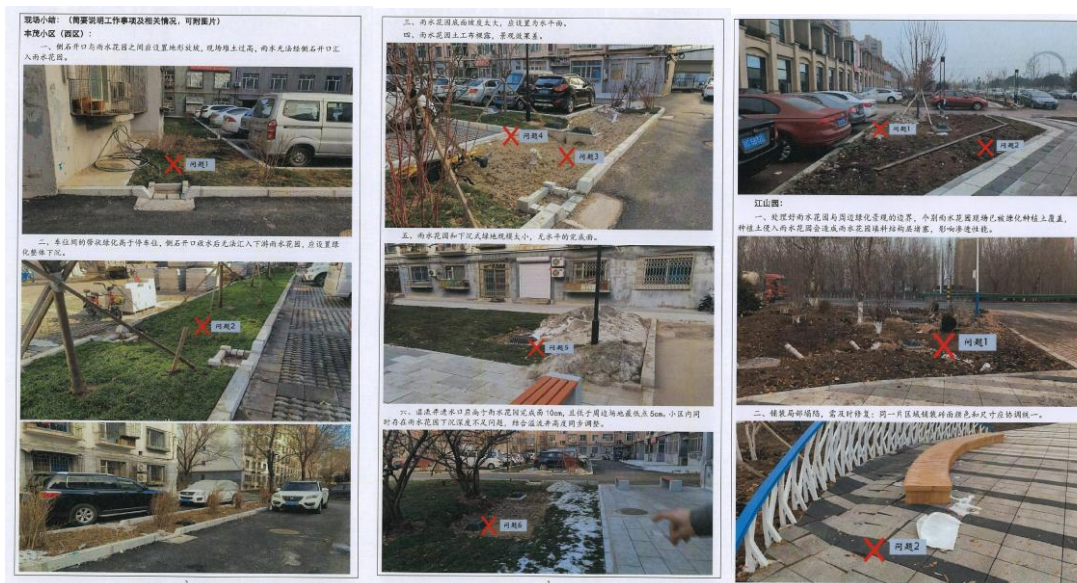 现场小结：（需要说明工作事项及相关情况，可附图片）
丰茂小区（西区）：
一、侧石开口与雨水花园之间应设置地形放坡，现场堆土过高，雨水无法经侧石开口汇
入雨水花园。
问题1
二、车位间的带状绿化高于停车位，侧石开口收水后无法汇入下游雨水花园，应设置绿
化整体下沉。
问题2
三、雨水花园底面坡度太大，应设置为水平面。
四、雨水花园土工布裸露，景观效果差。
问题4
问题3
五、雨水花园和下沉式绿地规模太小，无水平的完成面。
问题5
六、溢流井进水口需高于雨水花园完成面10cm，且低于周边场地最低点5cm。小区内同
时存在雨水花园下沉深度不足问题，结合溢流井高度同步调整。
问题6
问题1
问题2
江山园：
一、处理好雨水花园与周边绿化景观的边界，个别雨水花园现场已被绿化种植土覆盖，
种植土侵入雨水花园会造成雨水花园填料结构层堵塞，影响渗透性能。
问题1
二、铺装局部塌陷，需及时修复；同一片区域铺装砖面颜色和尺寸应协调统一。
问题2